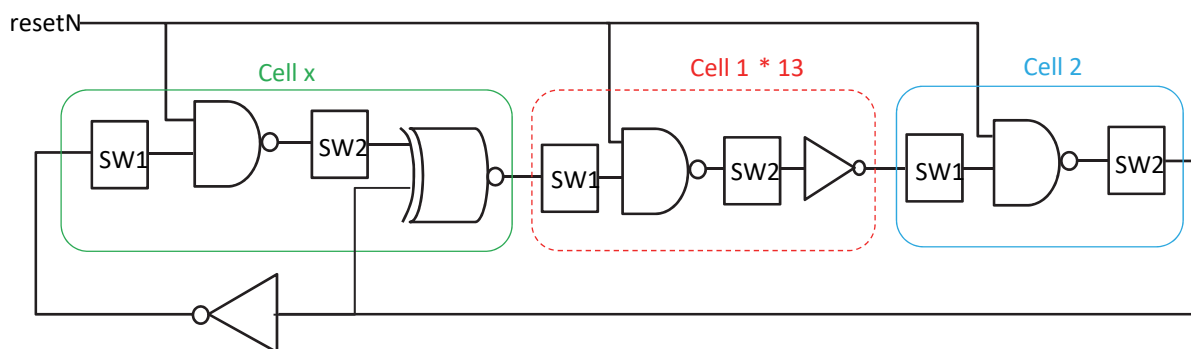 resetN
Cell x
Cell 1 * 13
Cell 2
SW1
SW2
SW1
SW2
SW1
SW2